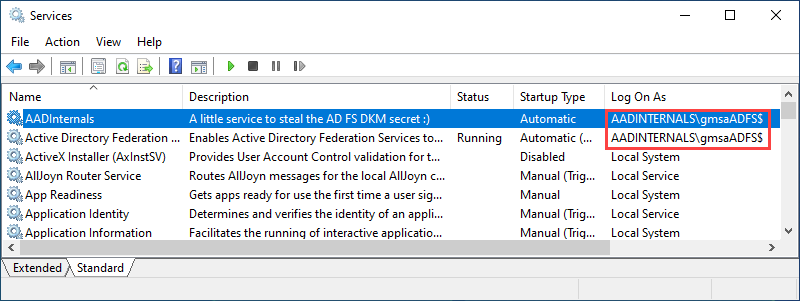 Services
File Action View Help
Name Description Status Startup Type Log On As
AADInternals A little service to steal the AD FS DKM secret :) Automatic AADINTERNALS\gmsaADFS$
Active Directory Federation ... Enables Active Directory Federation Services to... Running Automatic (... AADINTERNALS\gmsaADFS$
ActiveX Installer (AxInstSV) Provides User Account Control validation for t... Disabled Local System
AllJoyn Router Service Routes AllJoyn messages for the local AllJoyn c... Manual (Trig... Local Service
App Readiness Gets apps ready for use the first time a user sig... Manual Local System
Application Identity Determines and verifies the identity of an appli... Manual (Trig... Local Service
Application Information Facilitates the running of interactive applicatio... Manual (Trig... Local System
Extended Standard